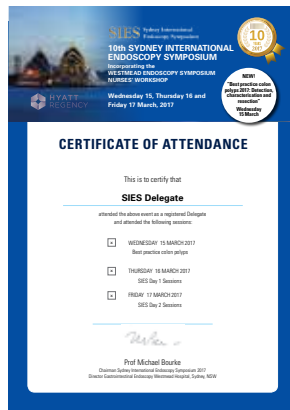 SIES Sydney International
Endoscopy Symposium
10th SYDNEY INTERNATIONAL
ENDOSCOPY SYMPOSIUM
Incorporating the
WESTMEAD ENDOSCOPY SYMPOSIUM
NURSES' WORKSHOP
Wednesday 15, Thursday 16 and
Friday 17 March, 2017
HYATT
REGENCY
10
NEW!
"Best practice colon
polyps 2017: Detection,
characterisation and
resection"
Wednesday
15 March
CERTIFICATE OF ATTENDANCE
This is to certify that
SIES Delegate
attended the above event as a registered Delegate
and attended the following sessions:
WEDNESDAY 15 MARCH 2017
Best practice colon polyps
THURSDAY 16 MARCH 2017
SIES Day 1 Sessions
FRIDAY 17 MARCH 2017
SIES Day 2 Sessions
Prof Michael Bourke
Chairman Sydney International Endoscopy Symposium 2017
Director Gastrointestinal Endoscopy Westmead Hospital, Sydney, NSW